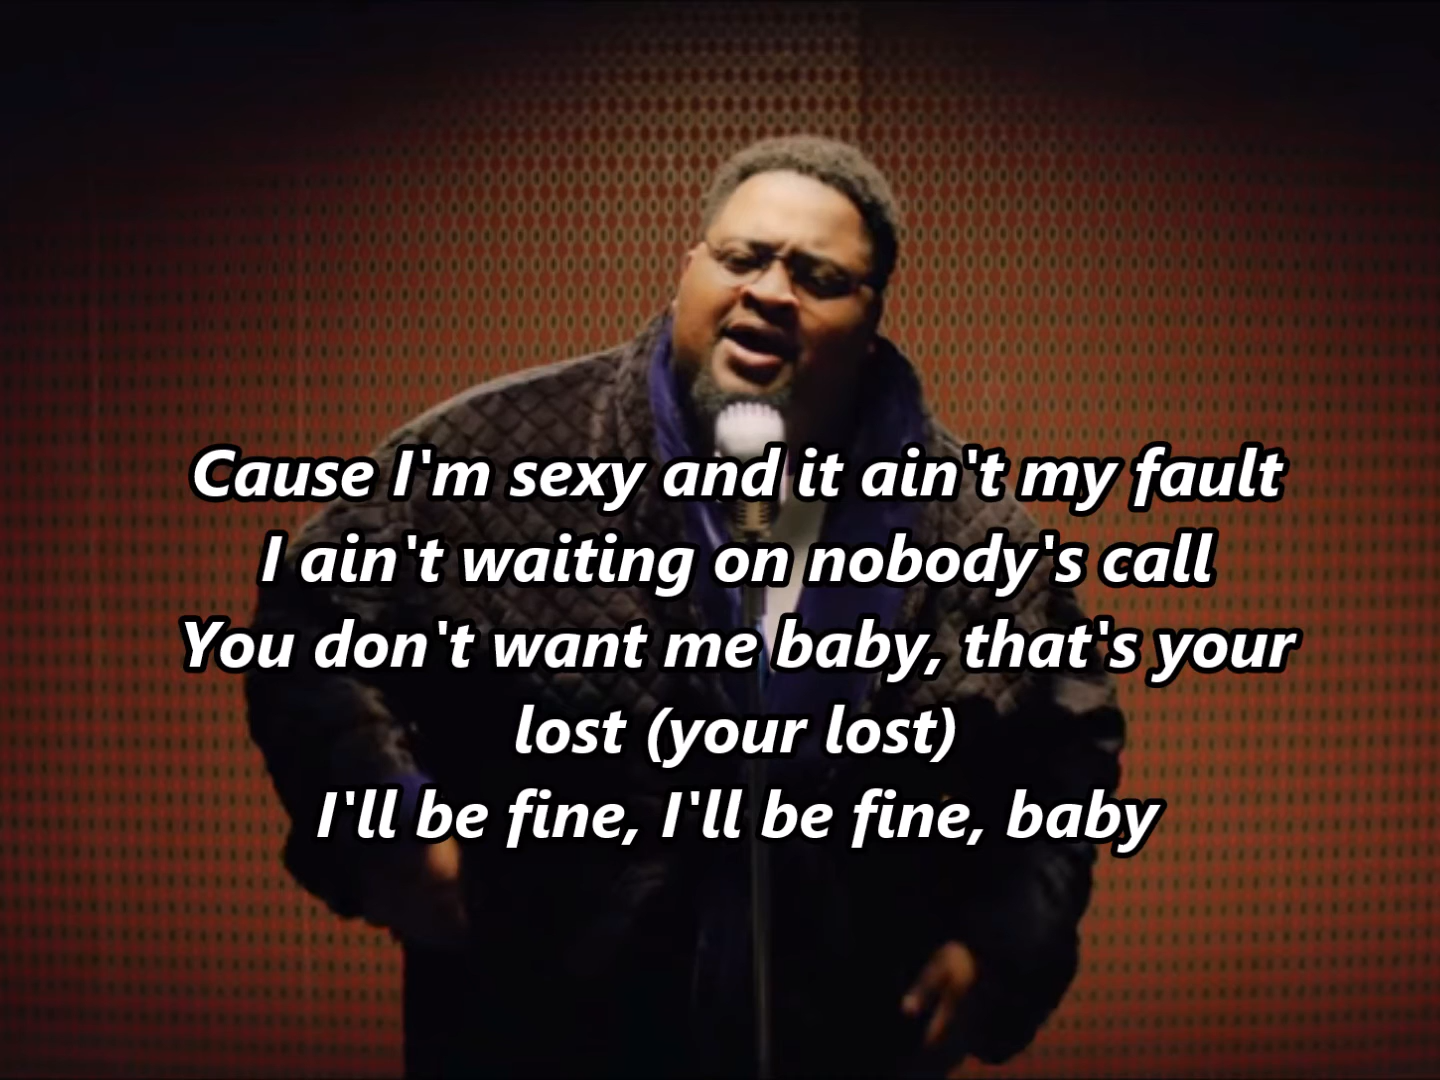 Cause I'm sexy and it ain't my fault
I ain't waiting on nobody's call
You don't want me baby, that's your
lost (your lost)
I'll be fine, I'll be fine, baby